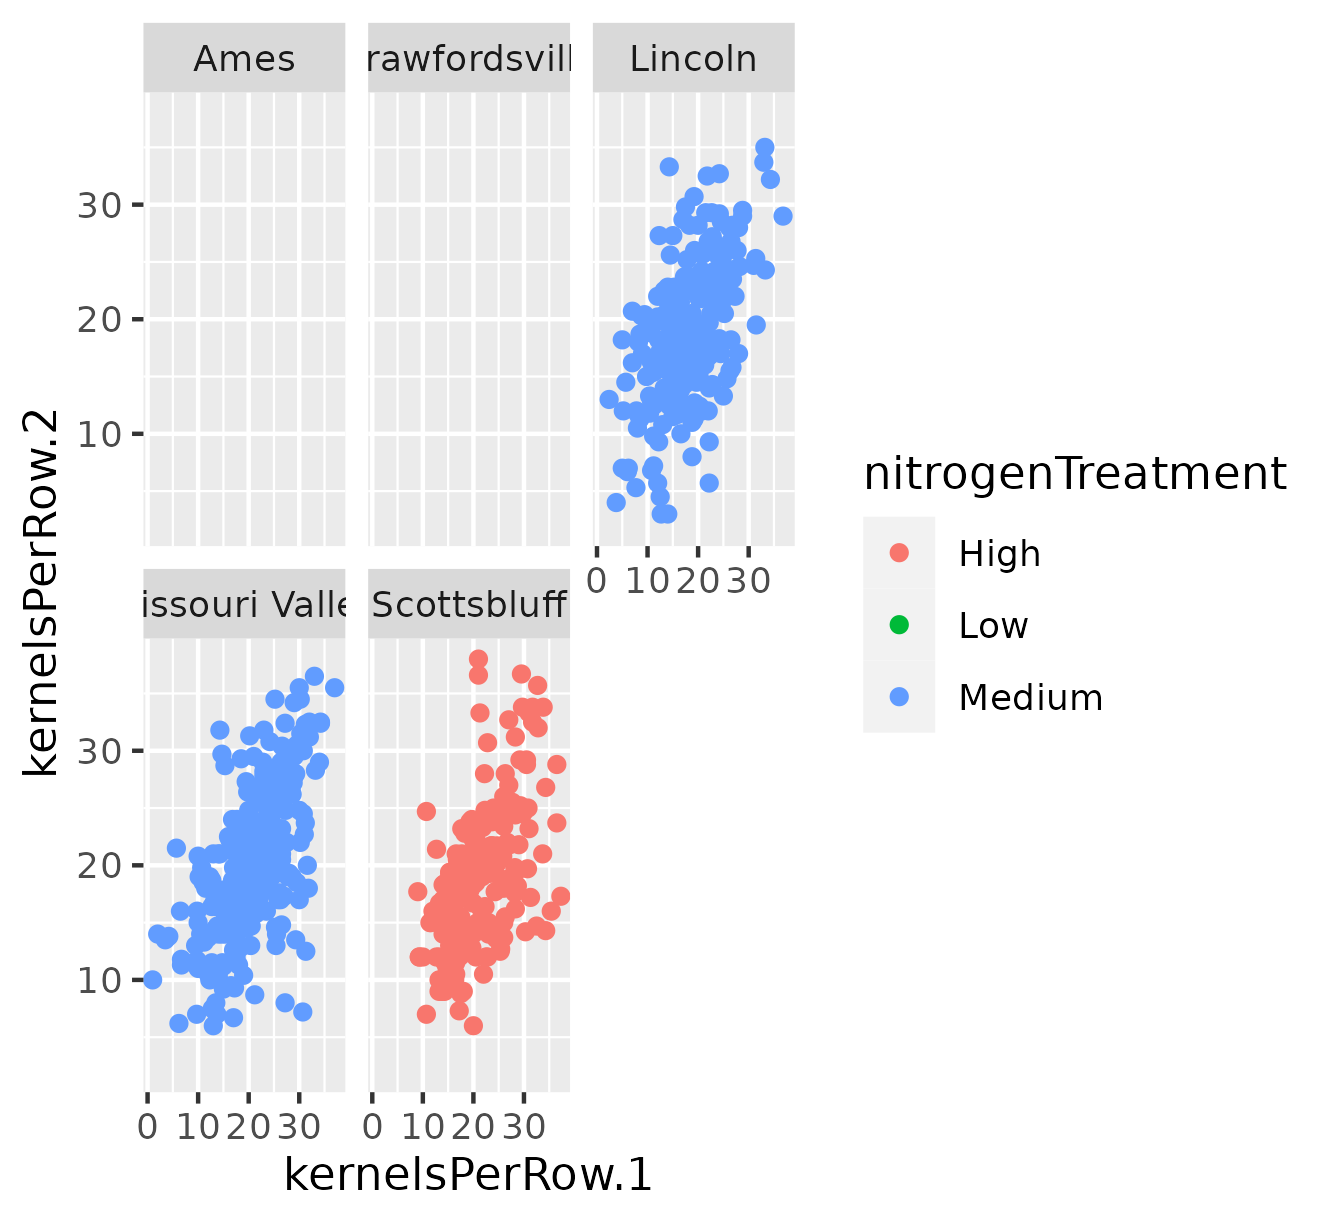 Ames
rawfordsvill
Lincoln
30
20
10
0 10 20 30
issouri Valle
Scottsbluff
30
20
10
0 10 20 30
0 10 20 30
kernelsPerRow.1
kernelsPerRow.2
nitrogenTreatment
High
Low
Medium